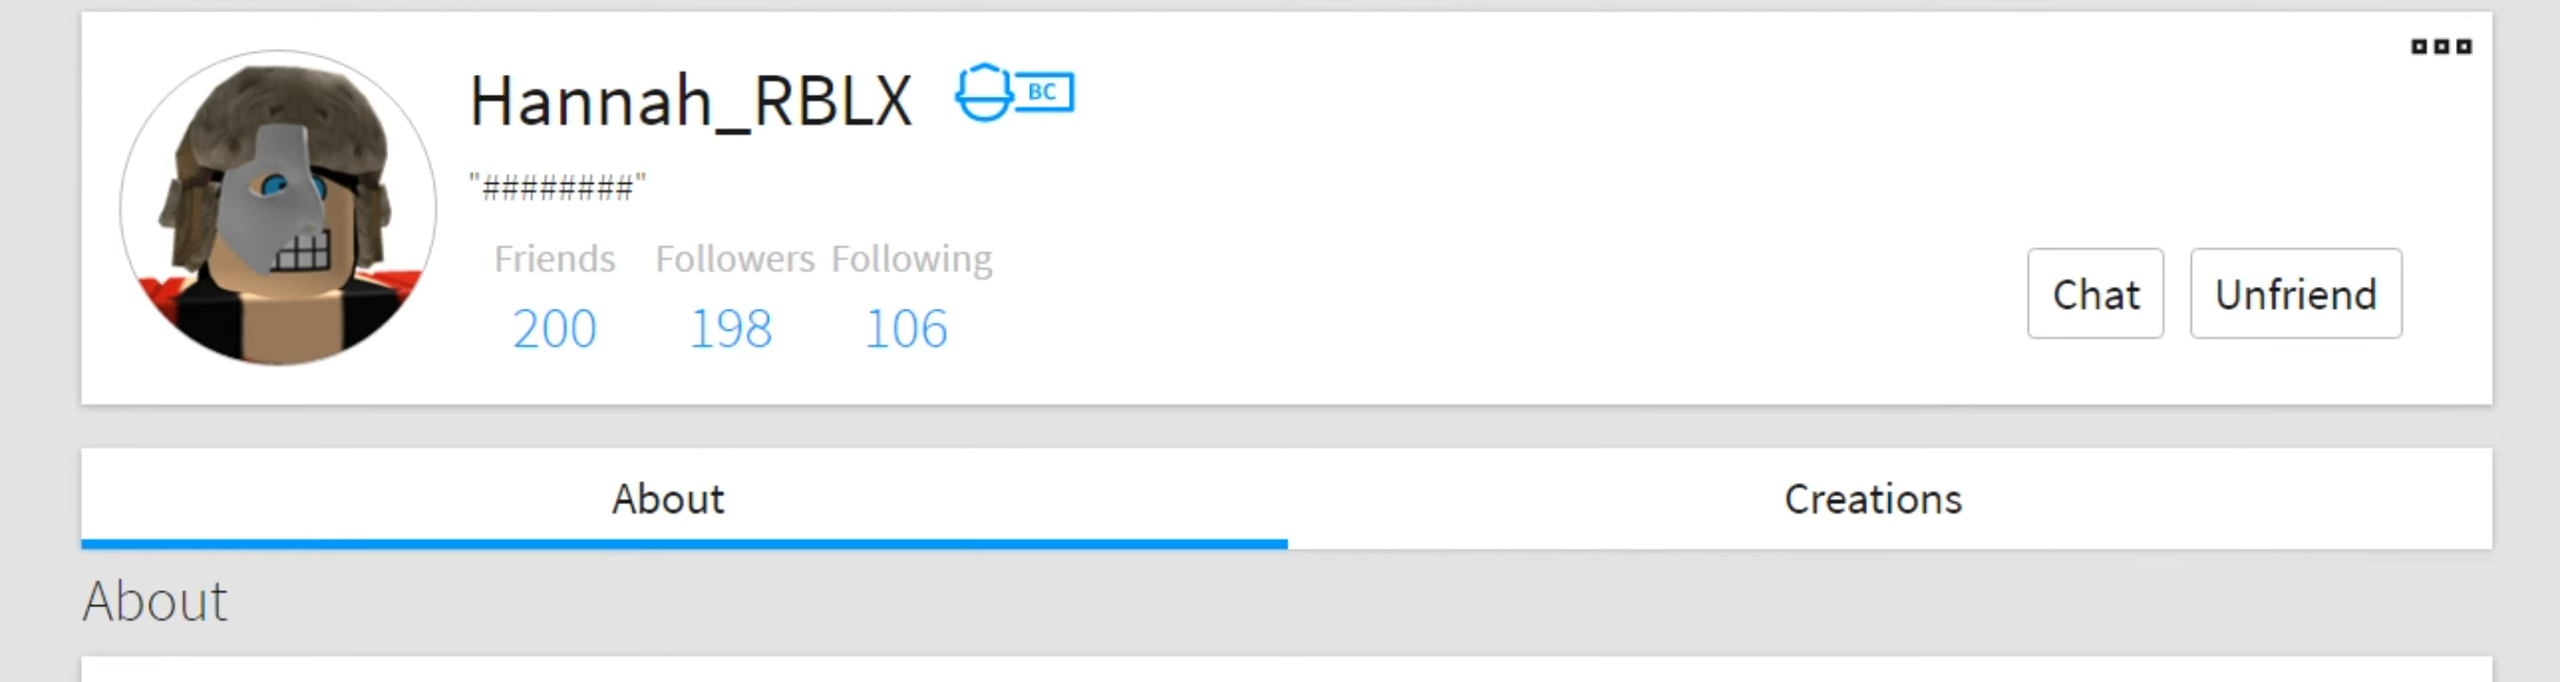 Hannah_RBLX BC
"########"
Friends Followers Following
200 198 106
Chat Unfriend
About Creations
About